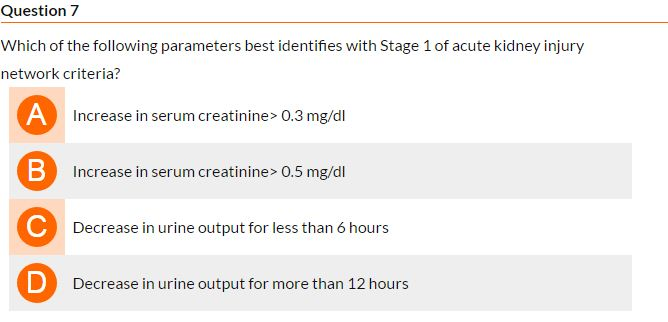 Question 7
Which of the following parameters best identifies with Stage 1 of acute kidney injury
network criteria?
A Increase in serum creatinine> 0.3 mg/dl
B Increase in serum creatinine> 0.5 mg/dl
C Decrease in urine output for less than 6 hours
D Decrease in urine output for more than 12 hours